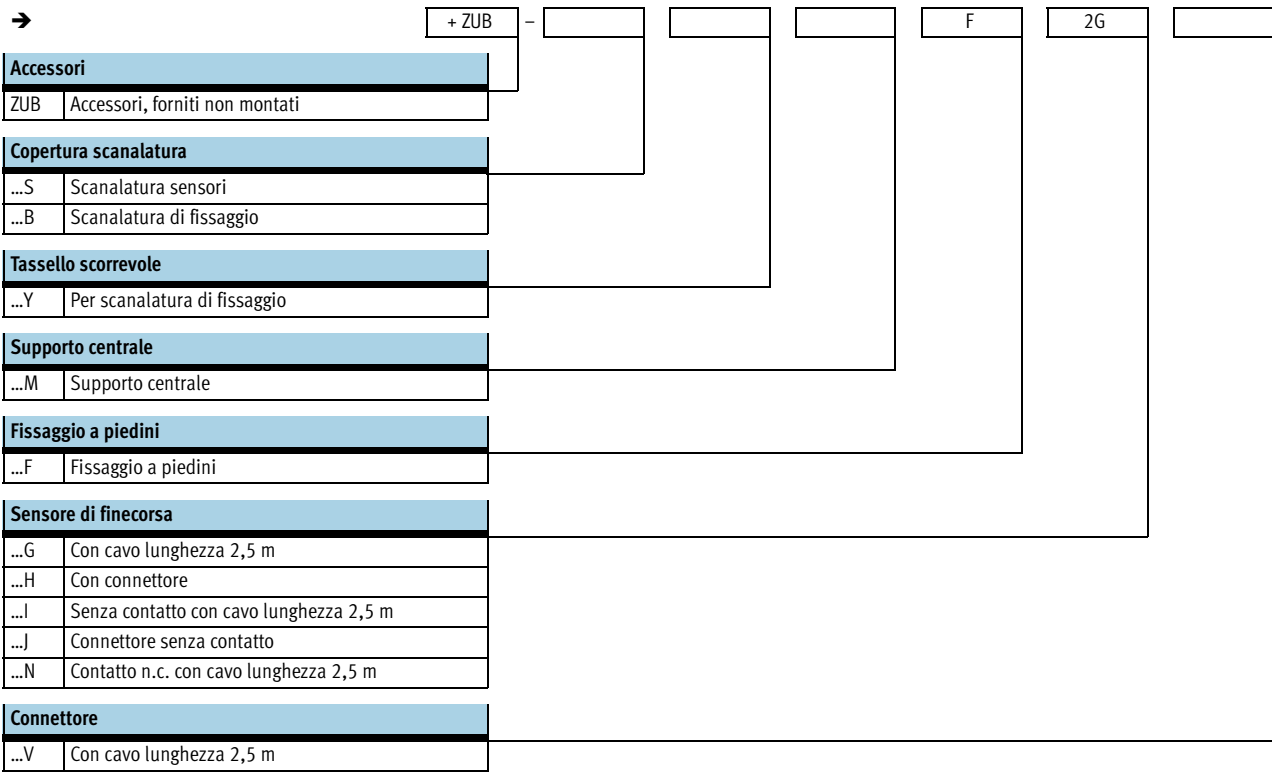 ➔ + ZUB – F 2G
Accessori
ZUB Accessori, forniti non montati
Copertura scanalatura
...S Scanalatura sensori
...B Scanalatura di fissaggio
Tassello scorrevole
...Y Per scanalatura di fissaggio
Supporto centrale
...M Supporto centrale
Fissaggio a piedini
...F Fissaggio a piedini
Sensore di finecorsa
...G Con cavo lunghezza 2,5 m
...H Con connettore
...I Senza contatto con cavo lunghezza 2,5 m
...J Connettore senza contatto
...N Contatto n.c. con cavo lunghezza 2,5 m
Connettore
...V Con cavo lunghezza 2,5 m